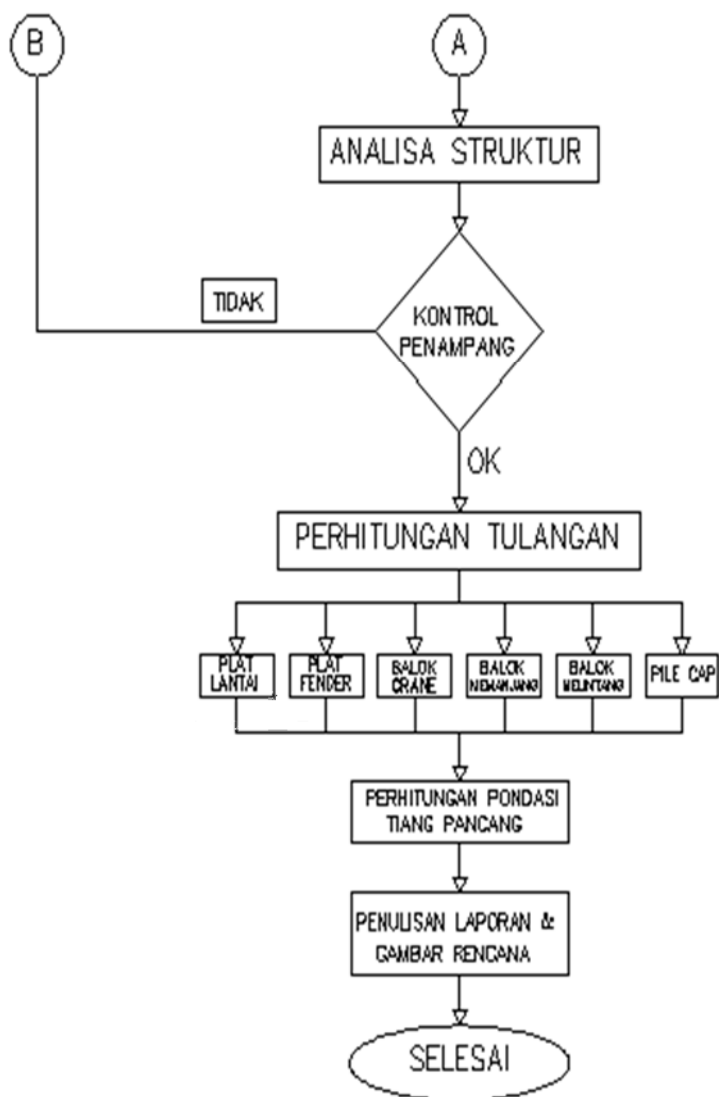 B
A
ANALISA STRUKTUR
TIDAK
KONTROL
PENAMPANG
OK
PERHITUNGAN TULANGAN
PLAT
LANTAI
PLAT
FENDER
BALOK
CRANE
BALOK
MEMANJANG
BALOK
MELINTANG
PILE CAP
PERHITUNGAN PONDASI
TIANG PANCANG
PENULISAN LAPORAN &
GAMBAR RENCANA
SELESAI